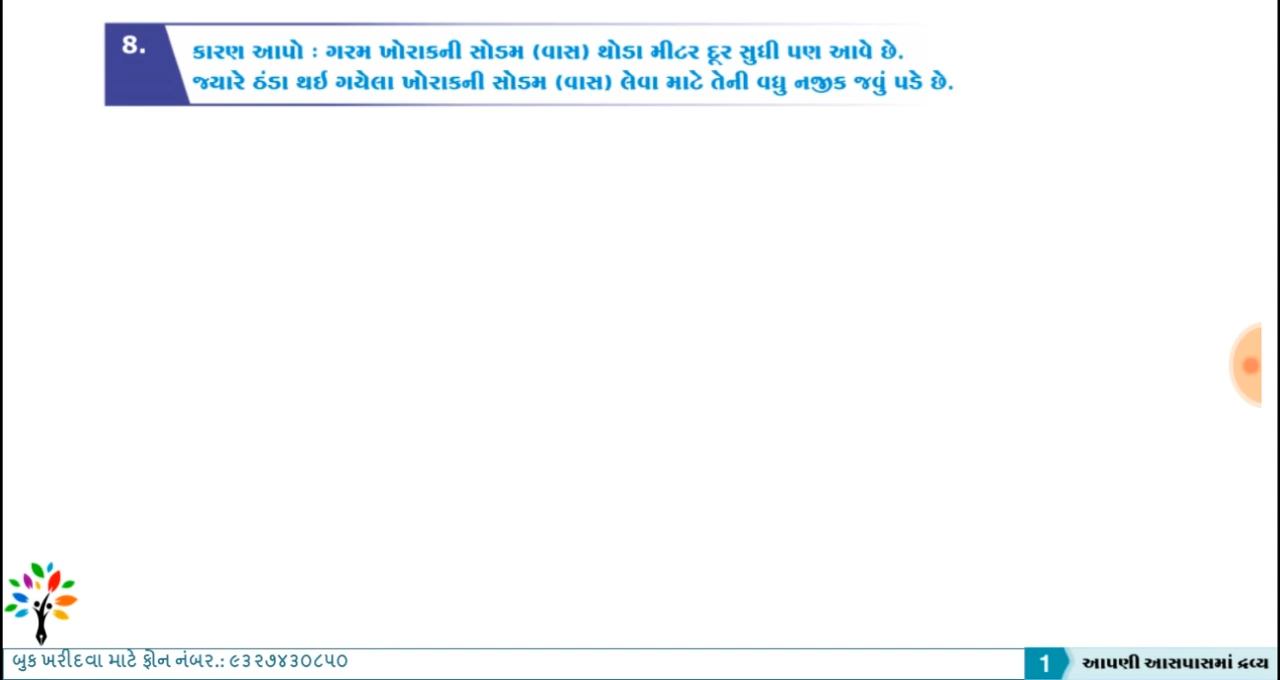 8.
કારણ આપો : ગરમ ખોરાકની સોડમ (વાસ) થોડા મીટર દૂર સુધી પણ આવે છે.
જ્યારે ઠંડા થઇ ગયેલા ખોરાકની સોડમ (વાસ) લેવા માટે તેની વધુ નજીક જવું પડે છે.
બુક ખરીદવા માટે ફોન નંબર.: ૯૩૨૭૪૩૦૮૫૦
1 આપણી આસપાસમાં દ્રવ્ય